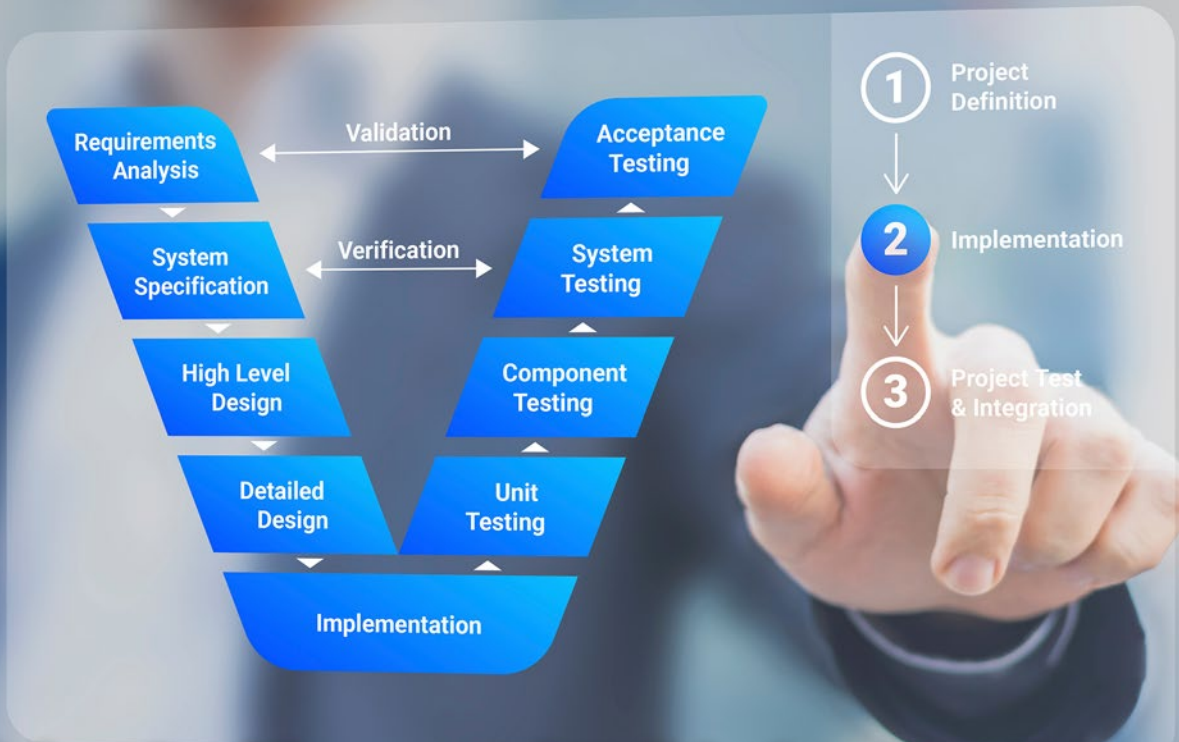 Requirements
Analysis
Validation
Acceptance
Testing
System
Specification
Verification
System
Testing
High Level
Design
Component
Testing
Detailed
Design
Unit
Testing
Implementation
1
Project
Definition
2
Implementation
3
Project Test
& Integration